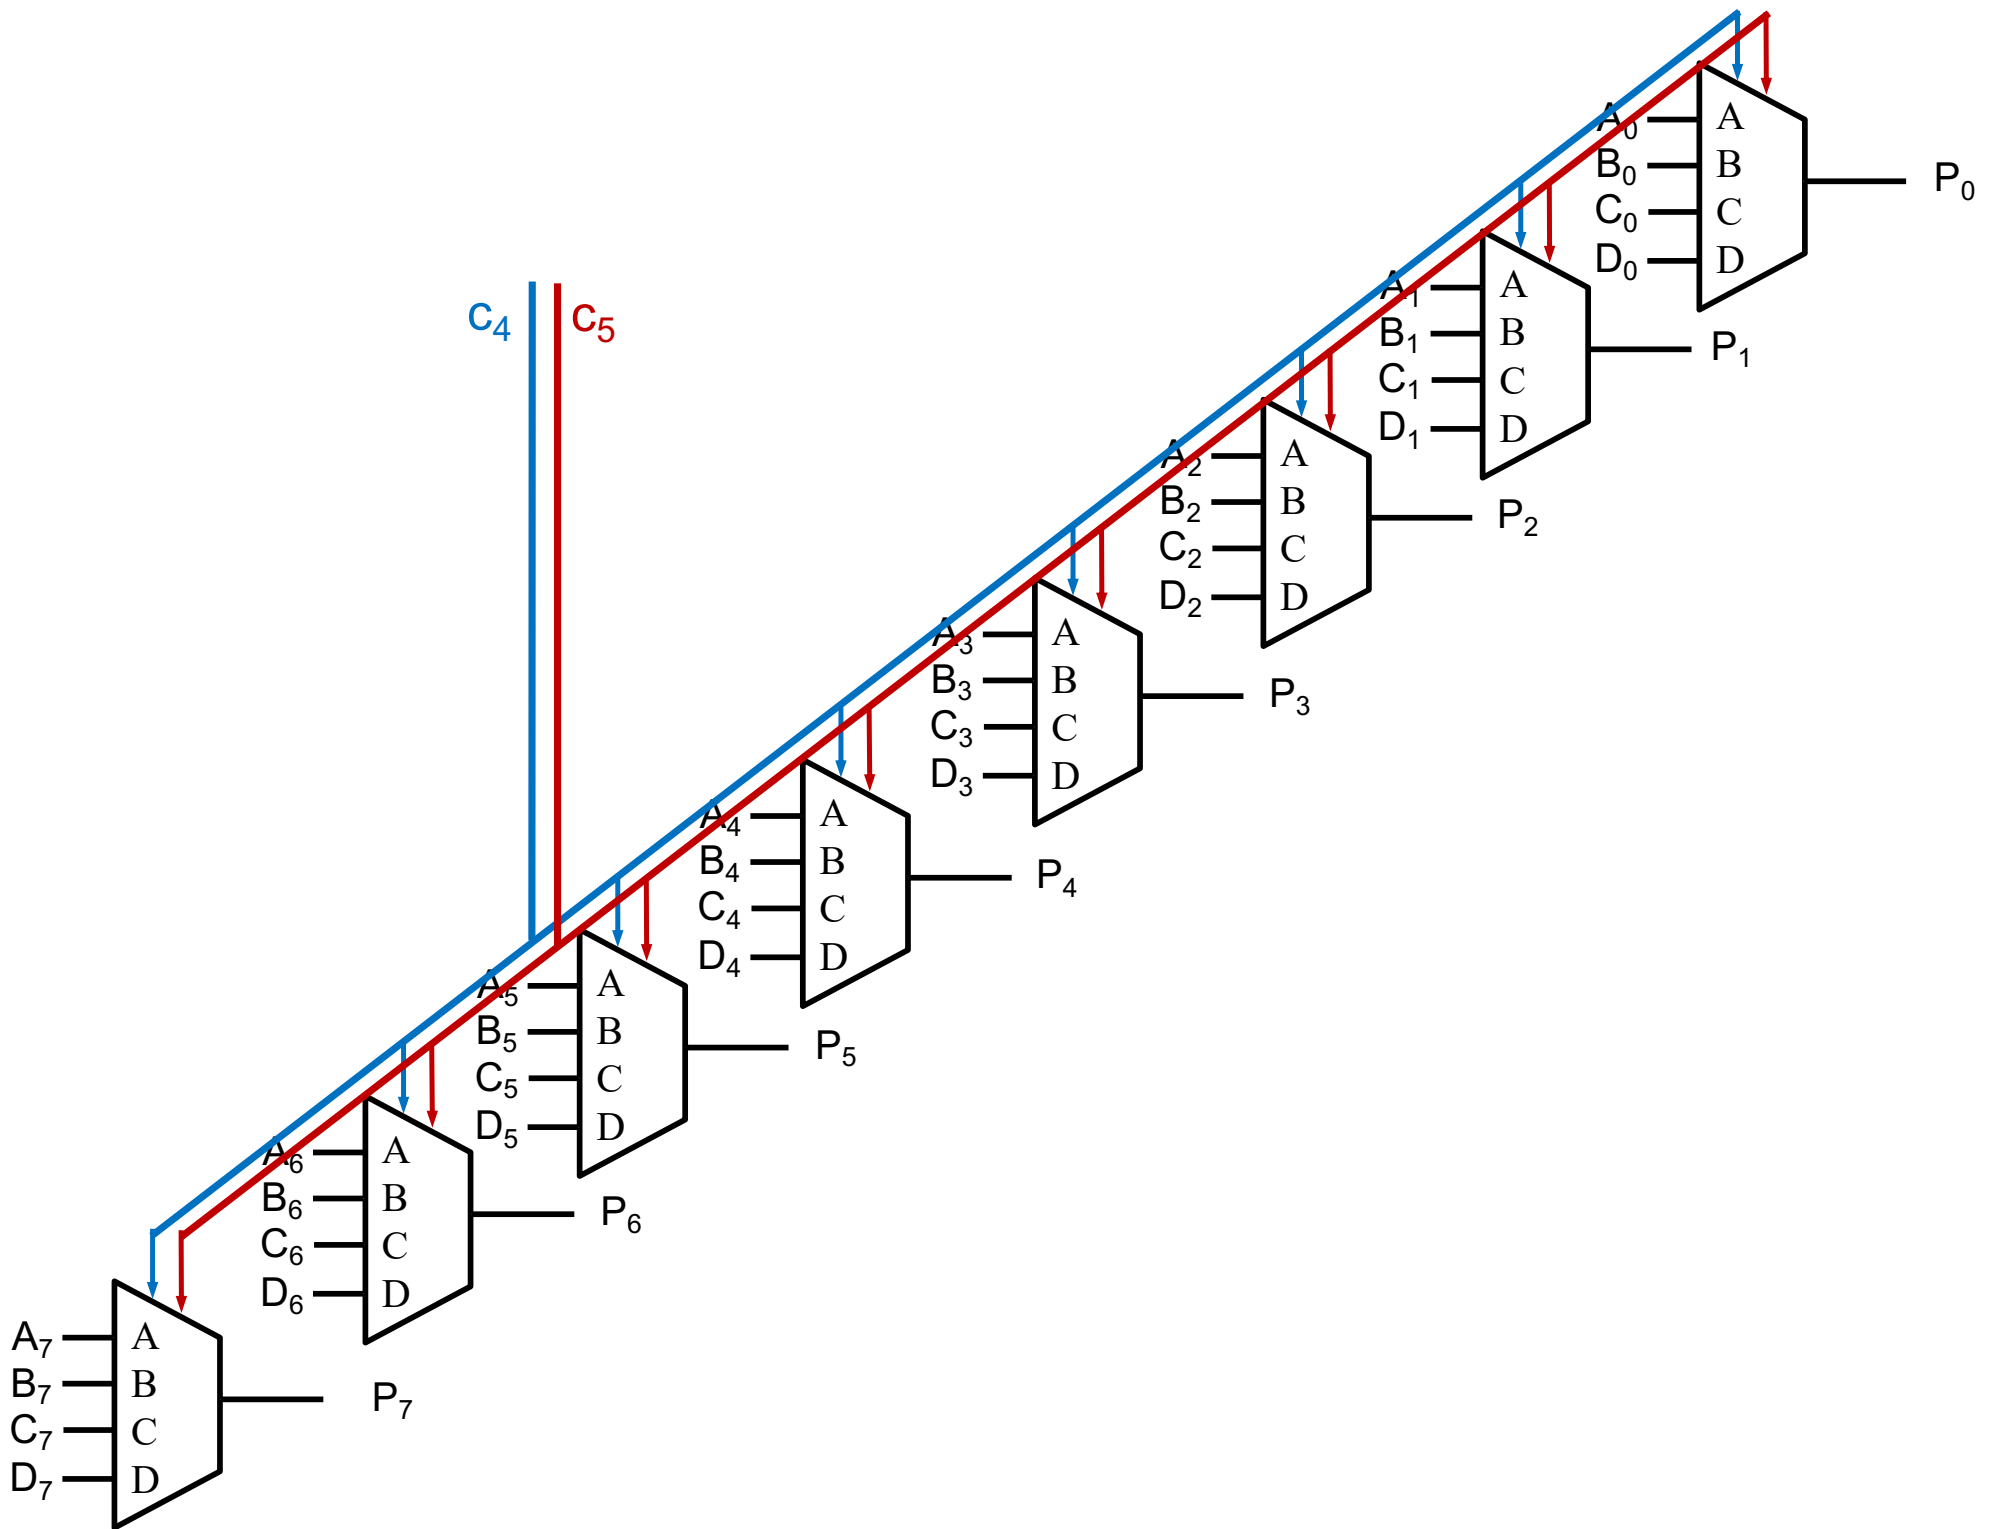 A0 A
B0 B
C0 C
D0 D
P0
A1 A
B1 B
C1 C
D1 D
P1
c4 c5
A2 A
B2 B
C2 C
D2 D
P2
A3 A
B3 B
C3 C
D3 D
P3
A4 A
B4 B
C4 C
D4 D
P4
A5 A
B5 B
C5 C
D5 D
P5
A6 A
B6 B
C6 C
D6 D
P6
A7 A
B7 B
C7 C
D7 D
P7